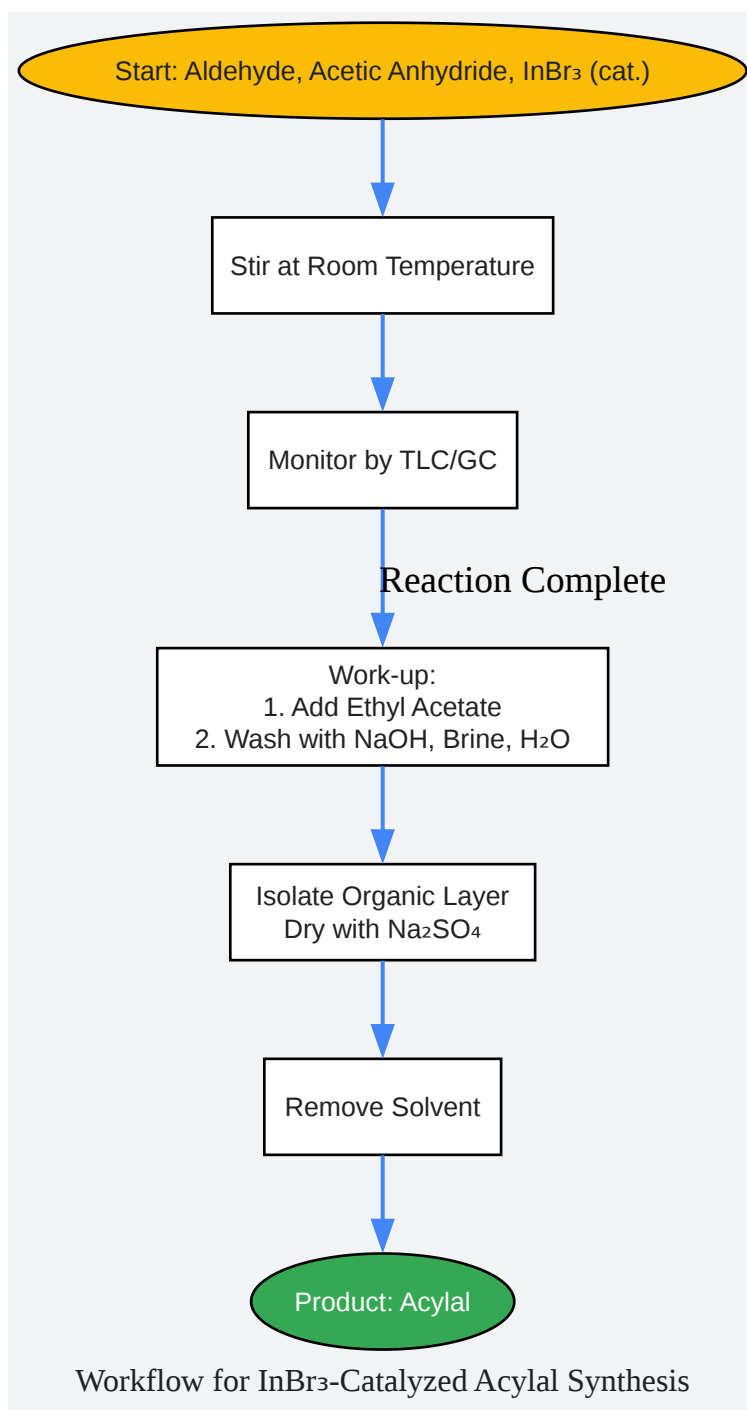 Start: Aldehyde, Acetic Anhydride, InBr₃ (cat.)
Stir at Room Temperature
Monitor by TLC/GC
Reaction Complete
Work-up:
1. Add Ethyl Acetate
2. Wash with NaOH, Brine, H₂O
Isolate Organic Layer
Dry with Na₂SO₄
Remove Solvent
Product: Acylal
Workflow for InBr₃-Catalyzed Acylal Synthesis